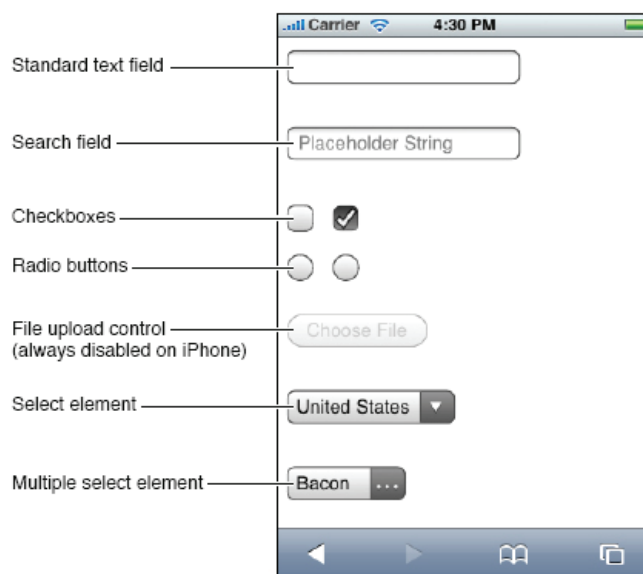 Carrier 4:30 PM
Standard text field
Search field Placeholder String
Checkboxes
Radio buttons
File upload control Choose File
(always disabled on iPhone)
Select element United States
Multiple select element Bacon ...